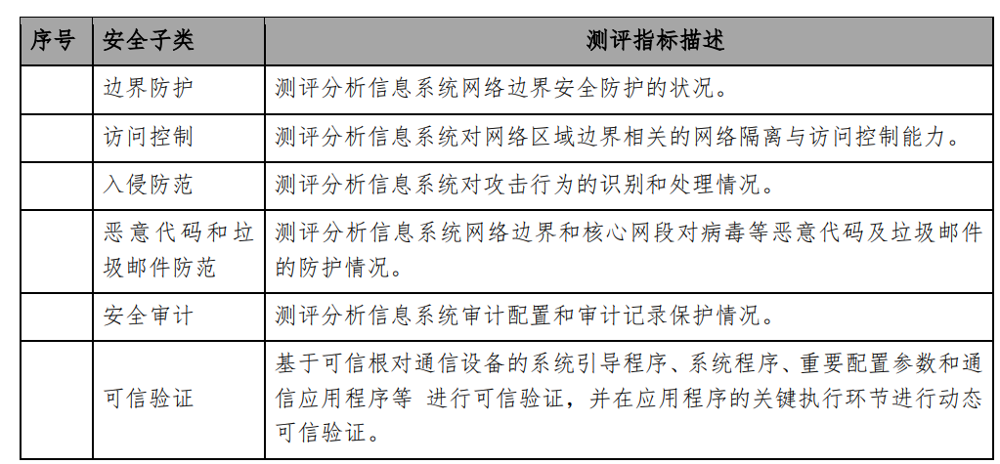 序号 安全子类 测评指标描述
边界防护 测评分析信息系统网络边界安全防护的状况。
访问控制 测评分析信息系统对网络区域边界相关的网络隔离与访问控制能力。
入侵防范 测评分析信息系统对攻击行为的识别和处理情况。
恶意代码和垃
圾邮件防范
测评分析信息系统网络边界和核心网段对病毒等恶意代码及垃圾邮件
的防护情况。
安全审计 测评分析信息系统审计配置和审计记录保护情况。
可信验证
基于可信根对通信设备的系统引导程序、系统程序、重要配置参数和通
信应用程序等 进行可信验证，并在应用程序的关键执行环节进行动态
可信验证。